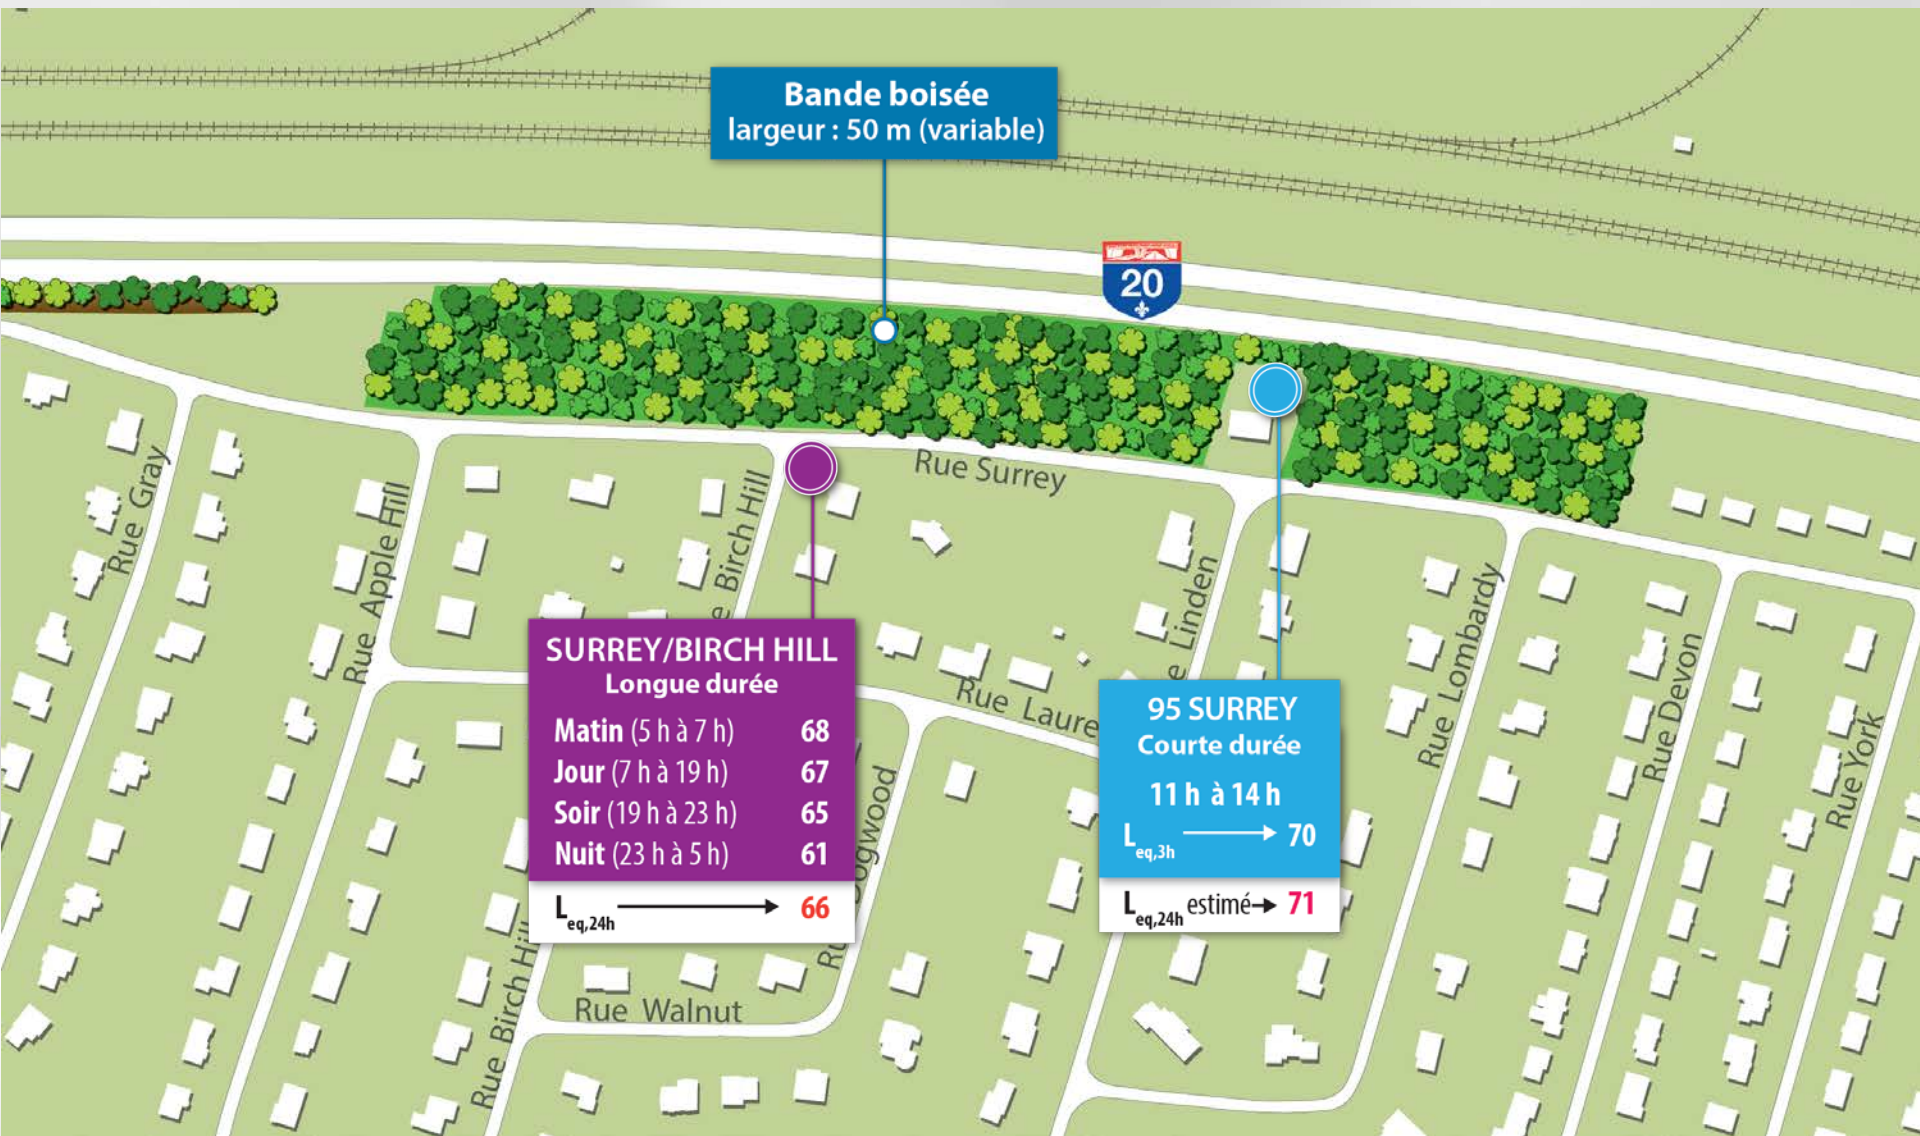 Bande boisée
largeur : 50 m (variable)
20
Rue Surrey
Rue Gray
Rue Apple Hill
Birch Hill
Linden
Rue Lombardy
Rue Devon
Rue York
Rue Laure
SURREY/BIRCH HILL
Longue durée
Matin (5 h à 7 h) 68
Jour (7 h à 19 h) 67
Soir (19 h à 23 h) 65
Nuit (23 h à 5 h) 61
Leq,24h 66
95 SURREY
Courte durée
11 h à 14 h
Leq,3h 70
Leq,24h estimé 71
Rue Birch Hill
Rue Walnut